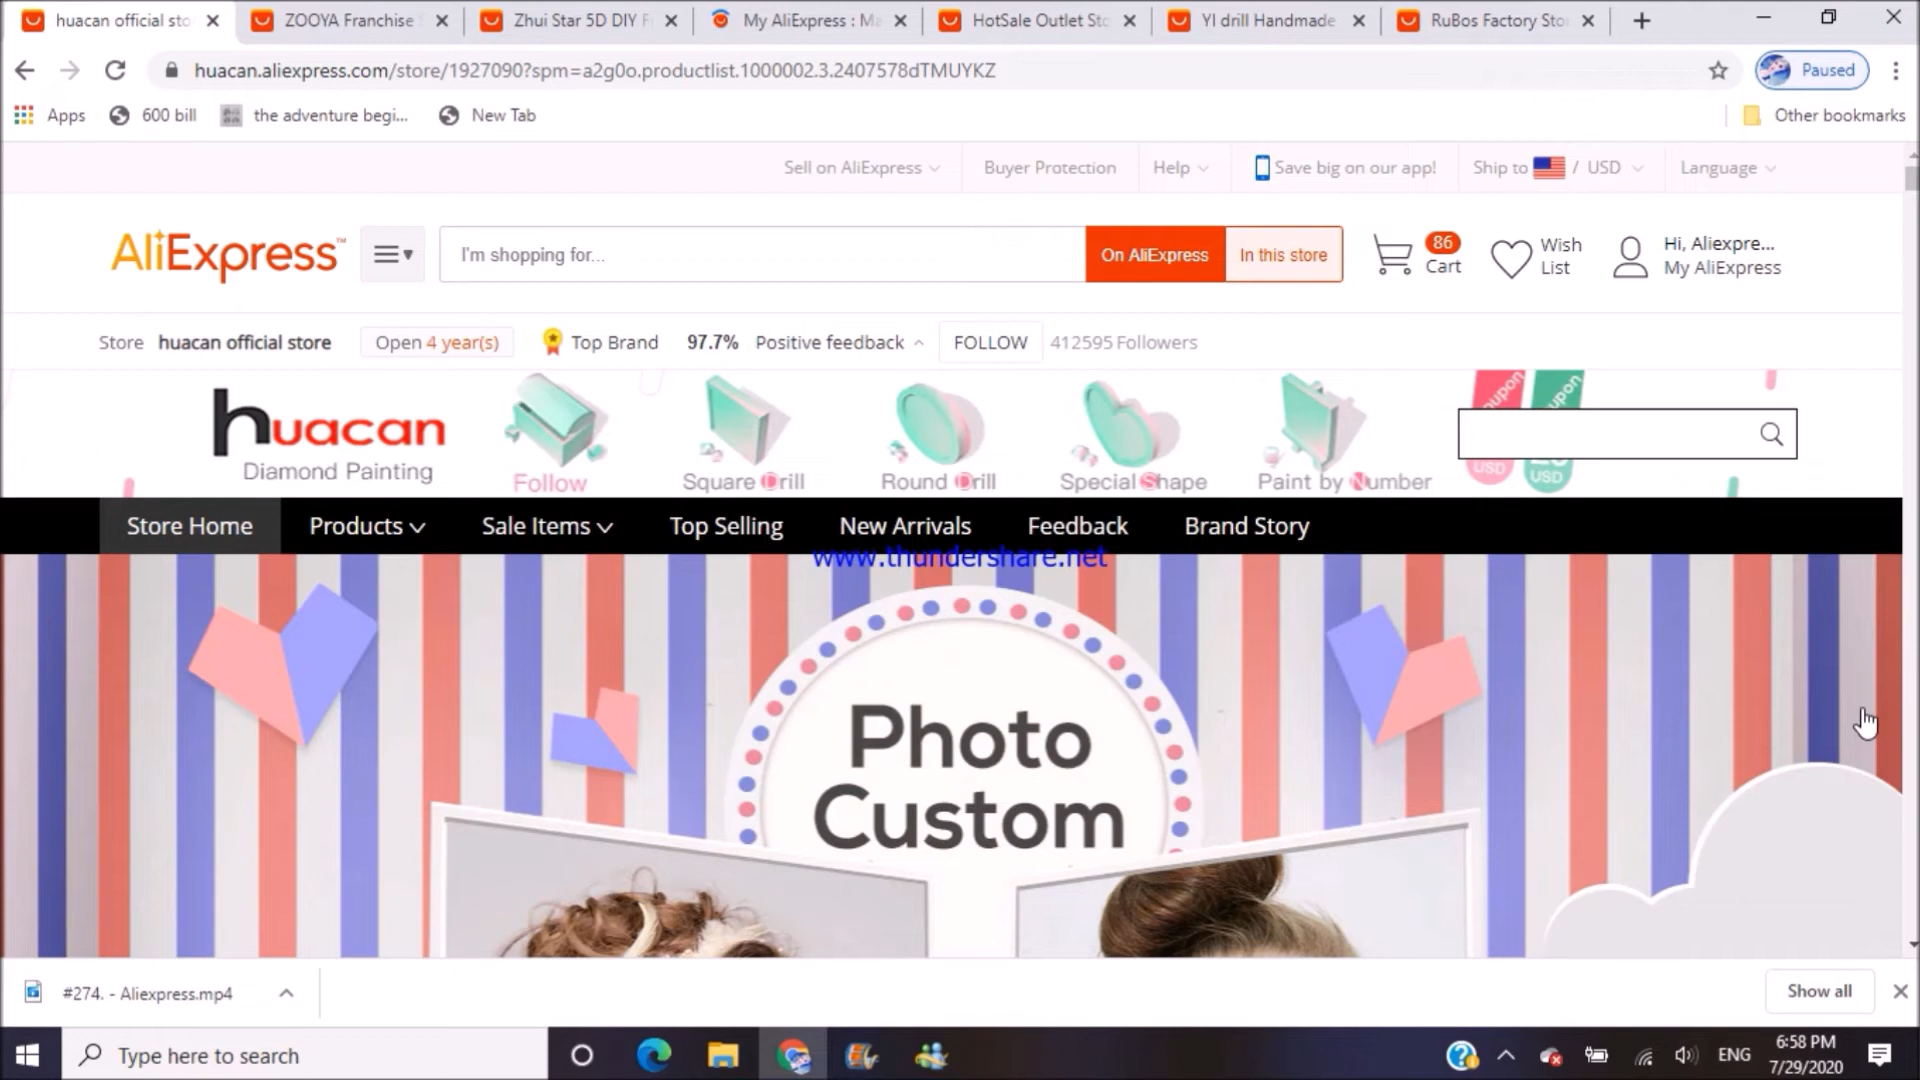 huacan official sto
ZOOYA Franchise S
Zhui Star 5D DIY F
My AliExpress : Ma
HotSale Outlet Sto
YI drill Handmade
RuBos Factory Sto
huacan.aliexpress.com/store/1927090?spm=a2g0o.productlist.1000002.3.2407578dTMUYKZ
Paused
Apps
600 bill
the adventure begi...
New Tab
Other bookmarks
Sell on AliExpress
Buyer Protection
Help
Save big on our app!
Ship to / USD
Language
AliExpress™
I'm shopping for...
On AliExpress
In this store
86
Cart
Wish
List
Hi, Aliexpre...
My AliExpress
Store huacan official store
Open 4 year(s)
Top Brand
97.7% Positive feedback
FOLLOW
412595 Followers
huacan
Diamond Painting
Follow
Square Drill
Round Drill
Special Shape
Paint by Number
oupon
oupon
USD
USD
Store Home
Products
Sale Items
Top Selling
New Arrivals
Feedback
Brand Story
www.thundershare.net
Photo
Custom
#274. - Aliexpress.mp4
Show all
Type here to search
ENG
6:58 PM
7/29/2020